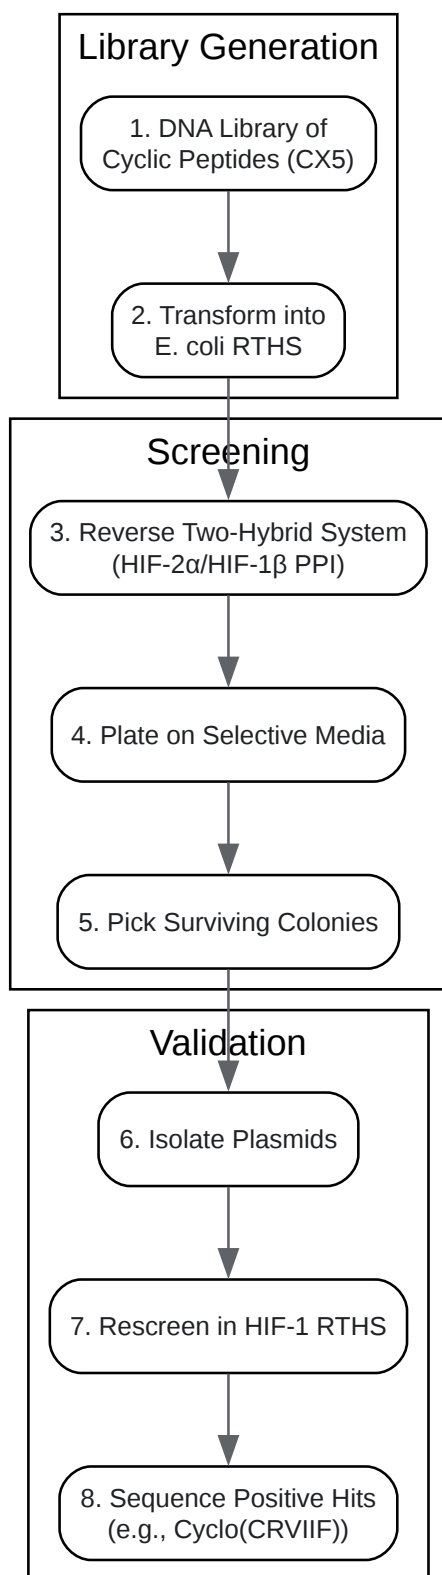 Library Generation
1. DNA Library of
Cyclic Peptides (CX5)
2. Transform into
E. coli RTHS
Screening
3. Reverse Two-Hybrid System
(HIF-2α/HIF-1β PPI)
4. Plate on Selective Media
5. Pick Surviving Colonies
Validation
6. Isolate Plasmids
7. Rescreen in HIF-1 RTHS
8. Sequence Positive Hits
(e.g., Cyclo(CRVIIF))